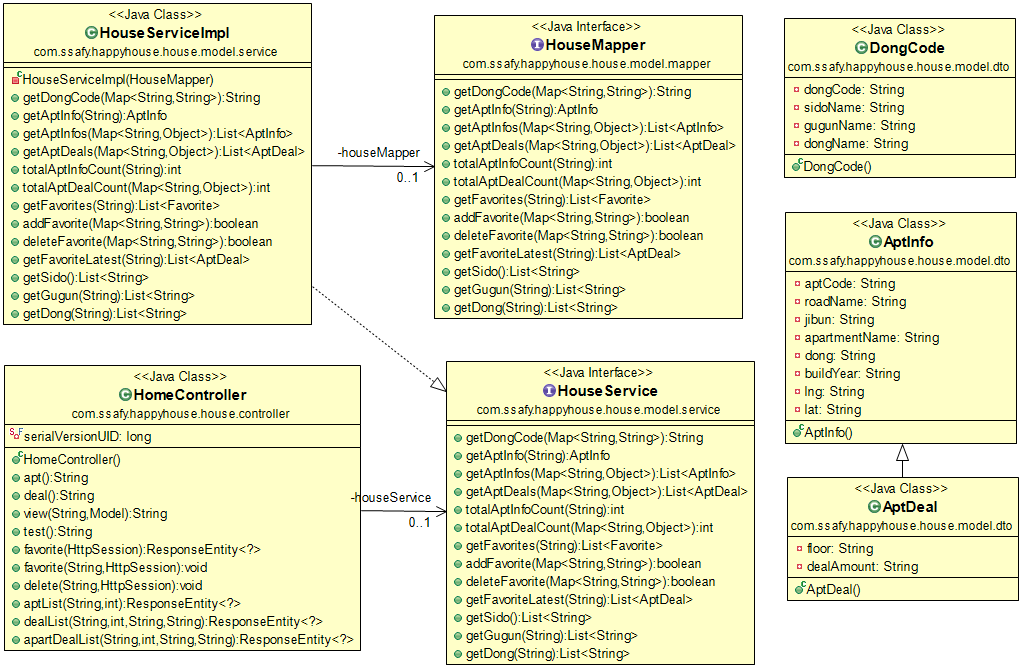 <<Java Class>>
HouseServiceImpl
com.ssafy.happyhouse.house.model.service
HouseServiceImpl(HouseMapper)
getDongCode(Map<String,String>):String
getAptInfo(String):AptInfo
getAptInfos(Map<String,Object>):List<AptInfo>
getAptDeals(Map<String,Object>):List<AptDeal>
totalAptInfoCount(String):int
totalAptDealCount(Map<String,Object>):int
getFavorites(String):List<Favorite>
addFavorite(Map<String,String>):boolean
deleteFavorite(Map<String,String>):boolean
getFavoriteLatest(String):List<AptDeal>
getSido():List<String>
getGugun(String):List<String>
getDong(String):List<String>
-houseMapper
0..1
<<Java Interface>>
HouseMapper
com.ssafy.happyhouse.house.model.mapper
getDongCode(Map<String,String>):String
getAptInfo(String):AptInfo
getAptInfos(Map<String,Object>):List<AptInfo>
getAptDeals(Map<String,Object>):List<AptDeal>
totalAptInfoCount(String):int
totalAptDealCount(Map<String,Object>):int
getFavorites(String):List<Favorite>
addFavorite(Map<String,String>):boolean
deleteFavorite(Map<String,String>):boolean
getFavoriteLatest(String):List<AptDeal>
getSido():List<String>
getGugun(String):List<String>
getDong(String):List<String>
<<Java Class>>
DongCode
com.ssafy.happyhouse.house.model.dto
dongCode: String
sidoName: String
gugunName: String
dongName: String
DongCode()
<<Java Class>>
AptInfo
com.ssafy.happyhouse.house.model.dto
aptCode: String
roadName: String
jibun: String
apartmentName: String
dong: String
buildYear: String
lng: String
lat: String
AptInfo()
<<Java Class>>
HomeController
com.ssafy.happyhouse.house.controller
serialVersionUID: long
HomeController()
apt():String
deal():String
view(String,Model):String
test():String
favorite(HttpSession):ResponseEntity<?>
favorite(String,HttpSession):void
delete(String,HttpSession):void
aptList(String,int):ResponseEntity<?>
dealList(String,int,String,String):ResponseEntity<?>
apartDealList(String,int,String,String):ResponseEntity<?>
-houseService
0..1
<<Java Interface>>
HouseService
com.ssafy.happyhouse.house.model.service
getDongCode(Map<String,String>):String
getAptInfo(String):AptInfo
getAptInfos(Map<String,Object>):List<AptInfo>
getAptDeals(Map<String,Object>):List<AptDeal>
totalAptInfoCount(String):int
totalAptDealCount(Map<String,Object>):int
getFavorites(String):List<Favorite>
addFavorite(Map<String,String>):boolean
deleteFavorite(Map<String,String>):boolean
getFavoriteLatest(String):List<AptDeal>
getSido():List<String>
getGugun(String):List<String>
getDong(String):List<String>
<<Java Class>>
AptDeal
com.ssafy.happyhouse.house.model.dto
floor: String
dealAmount: String
AptDeal()